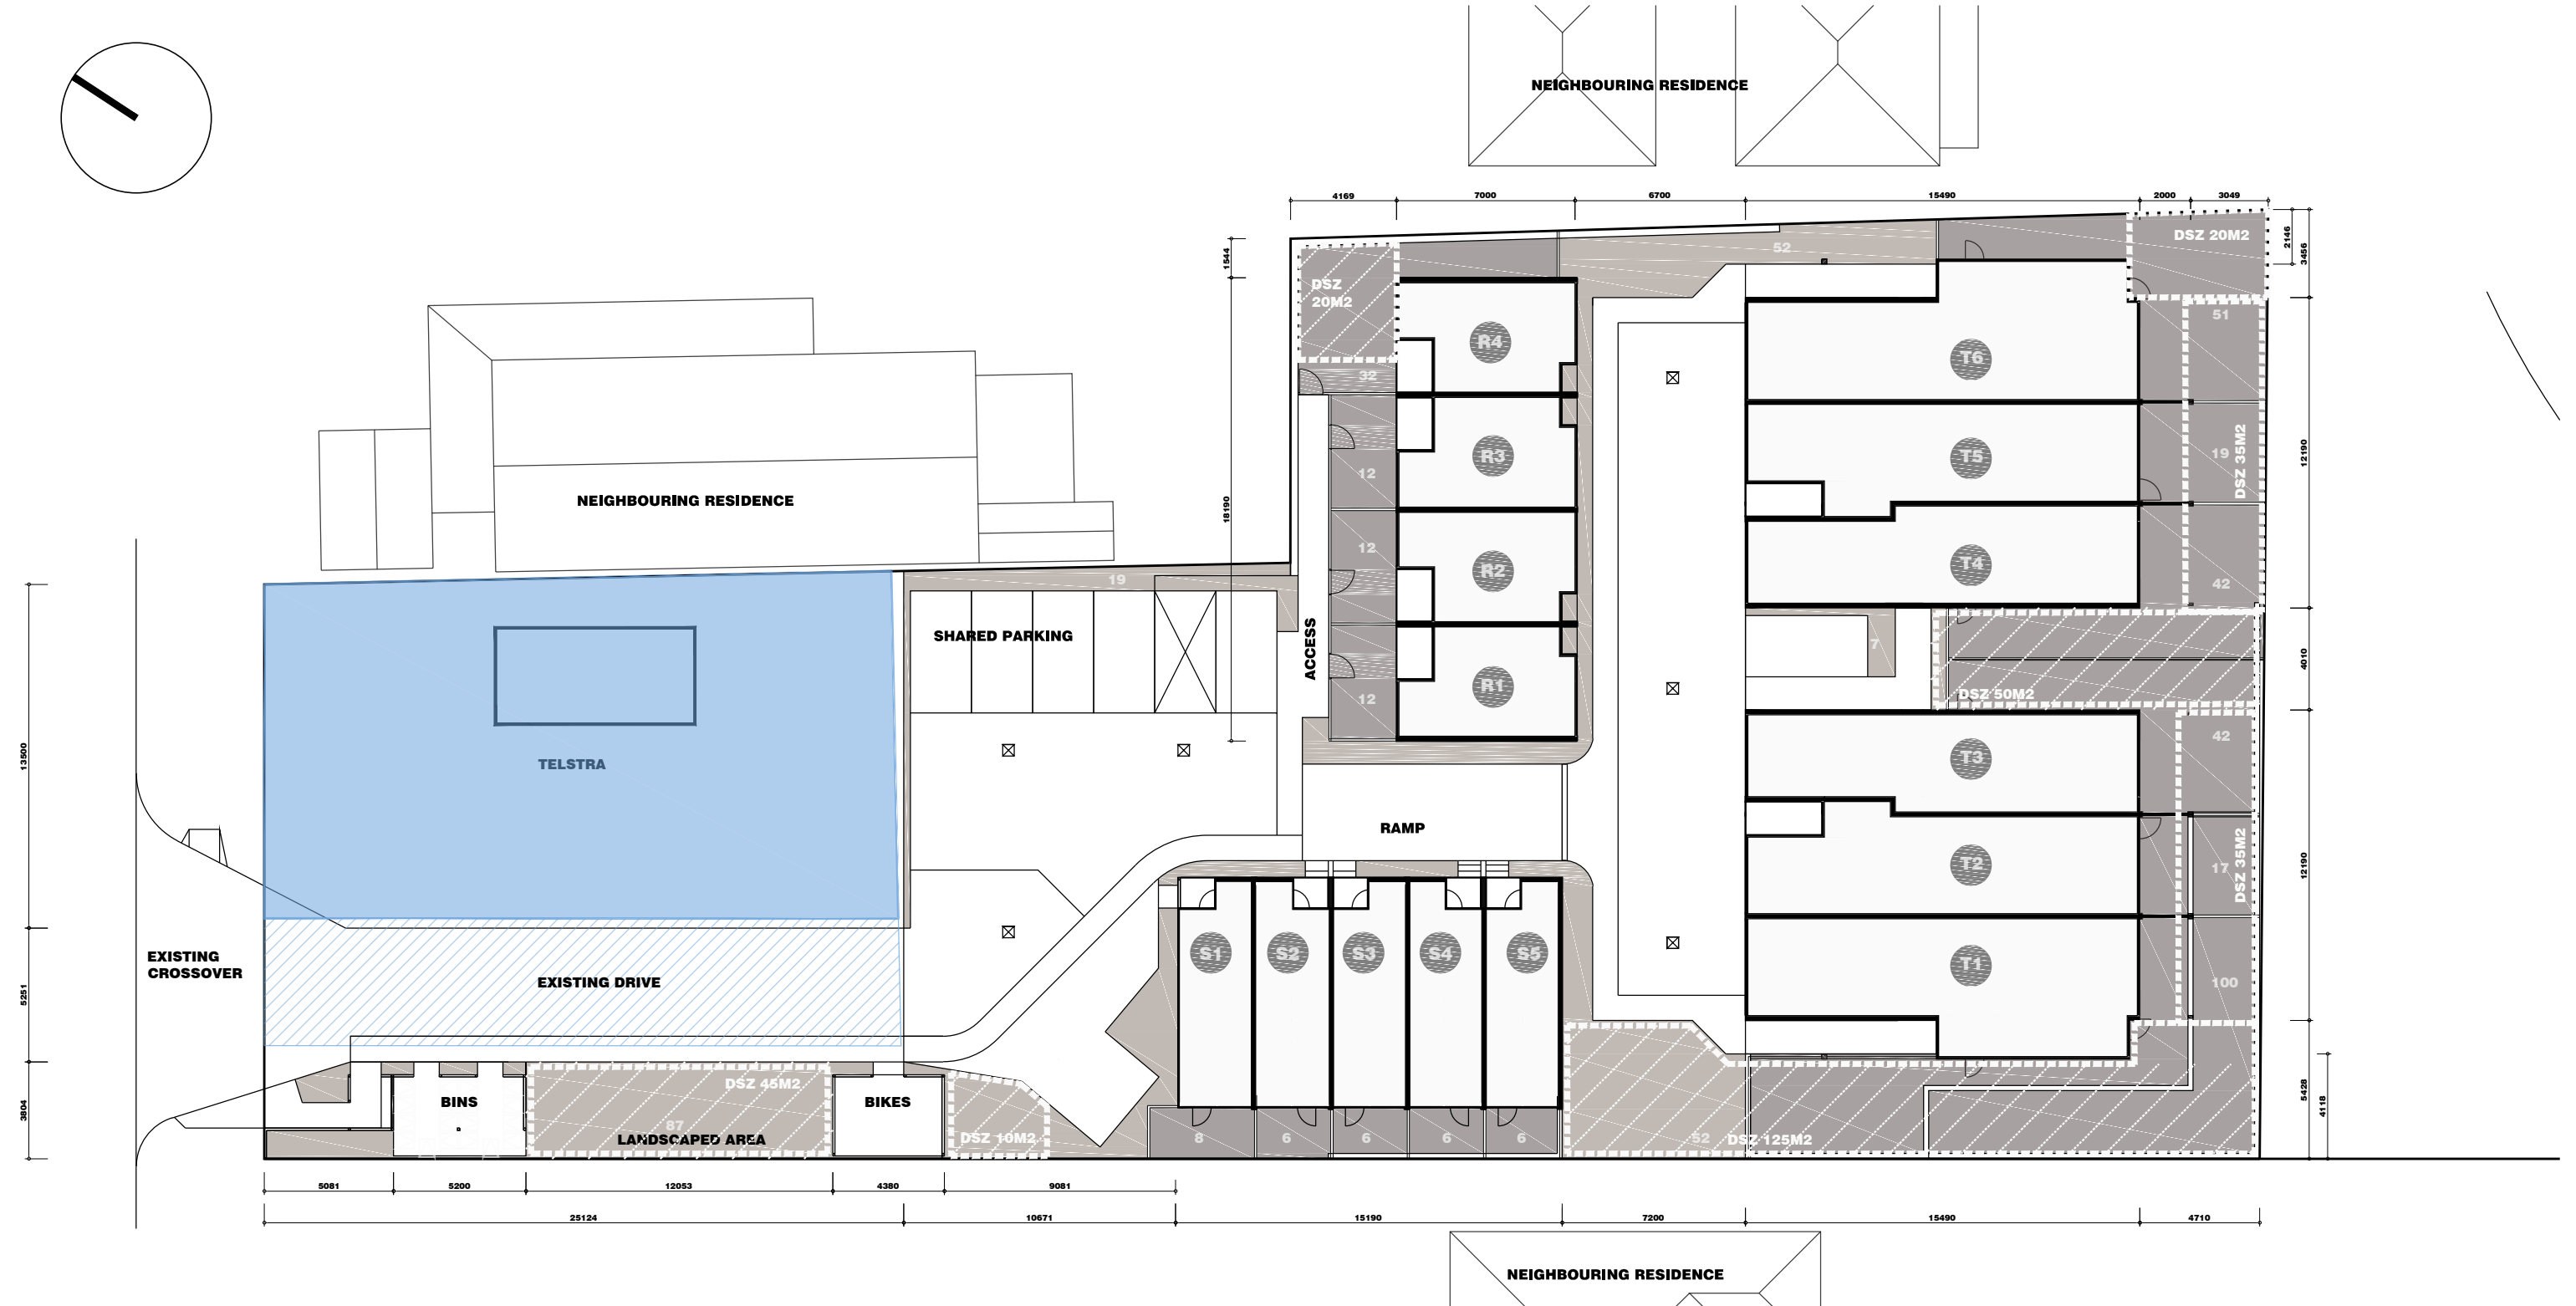 NEIGHBOURING RESIDENCE
4169
7000
6700
15490
2000
3049
2146
3456
1544
DSZ 20M2
52
DSZ
20M2
51
R4
T6
32
NEIGHBOURING RESIDENCE
R3
T5
19
DSZ 35M2
12190
12
18190
12
R2
T4
42
19
SHARED PARKING
ACCESS
7
4010
R1
12
DSZ 50M2
13500
TELSTRA
T3
42
RAMP
T2
17
DSZ 35M2
12190
EXISTING
CROSSOVER
EXISTING DRIVE
S1
S2
S3
S4
S5
T1
100
5251
3804
BINS
DSZ 45M2
87
LANDSCAPED AREA
BIKES
DSZ 10M2
8
6
6
6
6
52
DSZ 125M2
5428
4118
5081
5200
12053
4380
9081
25124
10671
15190
7200
15490
4710
NEIGHBOURING RESIDENCE